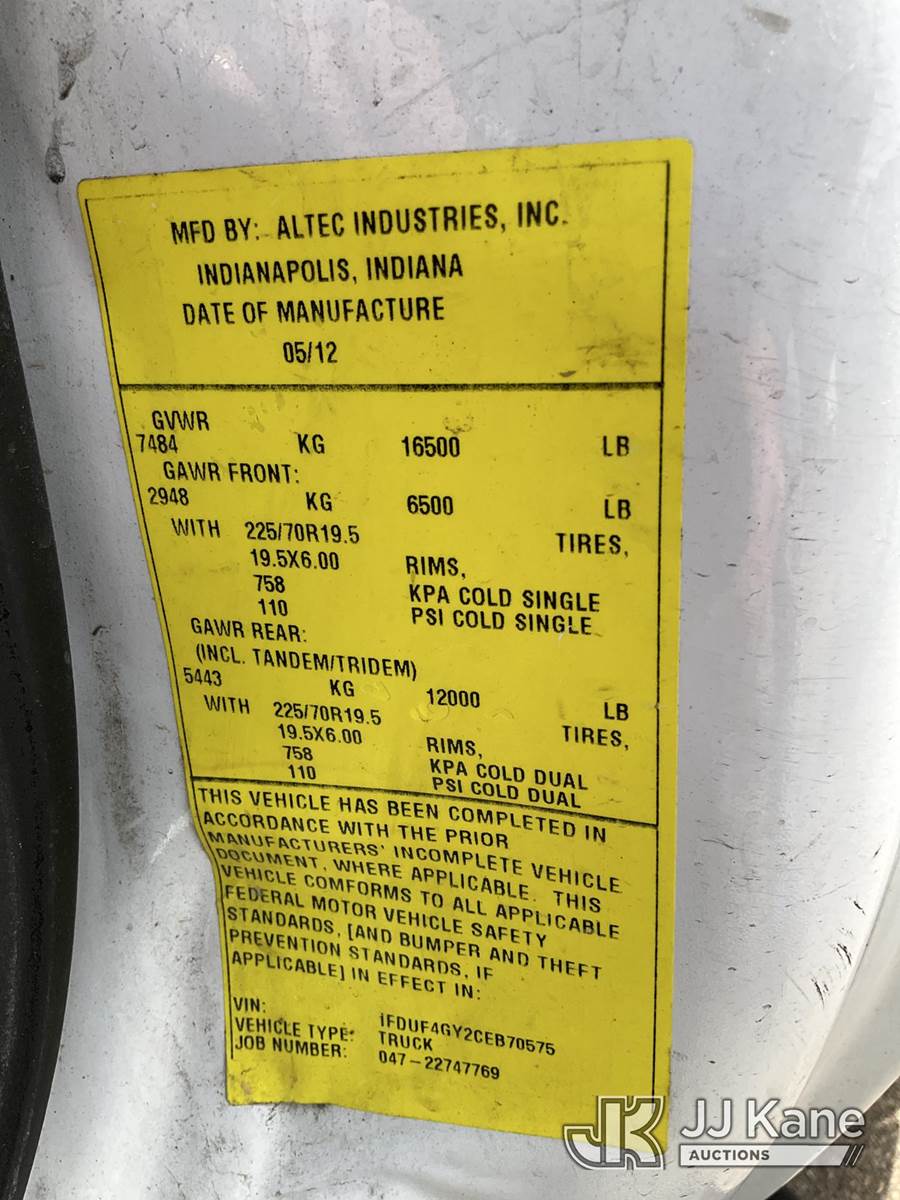 MFD BY: ALTEC INDUSTRIES, INC.
INDIANAPOLIS, INDIANA
DATE OF MANUFACTURE
05/12
GVWR
7484 KG 16500 LB
GAWR FRONT:
2948 KG 6500 LB
WITH 225/70R19.5 TIRES,
19.5X6.00 RIMS,
758 KPA COLD SINGLE
110 PSI COLD SINGLE
GAWR REAR:
(INCL. TANDEM/TRIDEM)
5443 KG 12000 LB
WITH 225/70R19.5 TIRES,
19.5X6.00 RIMS,
758 KPA COLD DUAL
110 PSI COLD DUAL
THIS VEHICLE HAS BEEN COMPLETED IN
ACCORDANCE WITH THE PRIOR
MANUFACTURERS' INCOMPLETE VEHICLE
DOCUMENT, WHERE APPLICABLE. THIS
VEHICLE COMFORMS TO ALL APPLICABLE
FEDERAL MOTOR VEHICLE SAFETY
STANDARDS, [AND BUMPER AND THEFT
PREVENTION STANDARDS, IF
APPLICABLE] IN EFFECT IN:
VIN: 1FDUF4GY2CEB70575
VEHICLE TYPE: TRUCK
JOB NUMBER: 047-22747769
JK JJ Kane
AUCTIONS